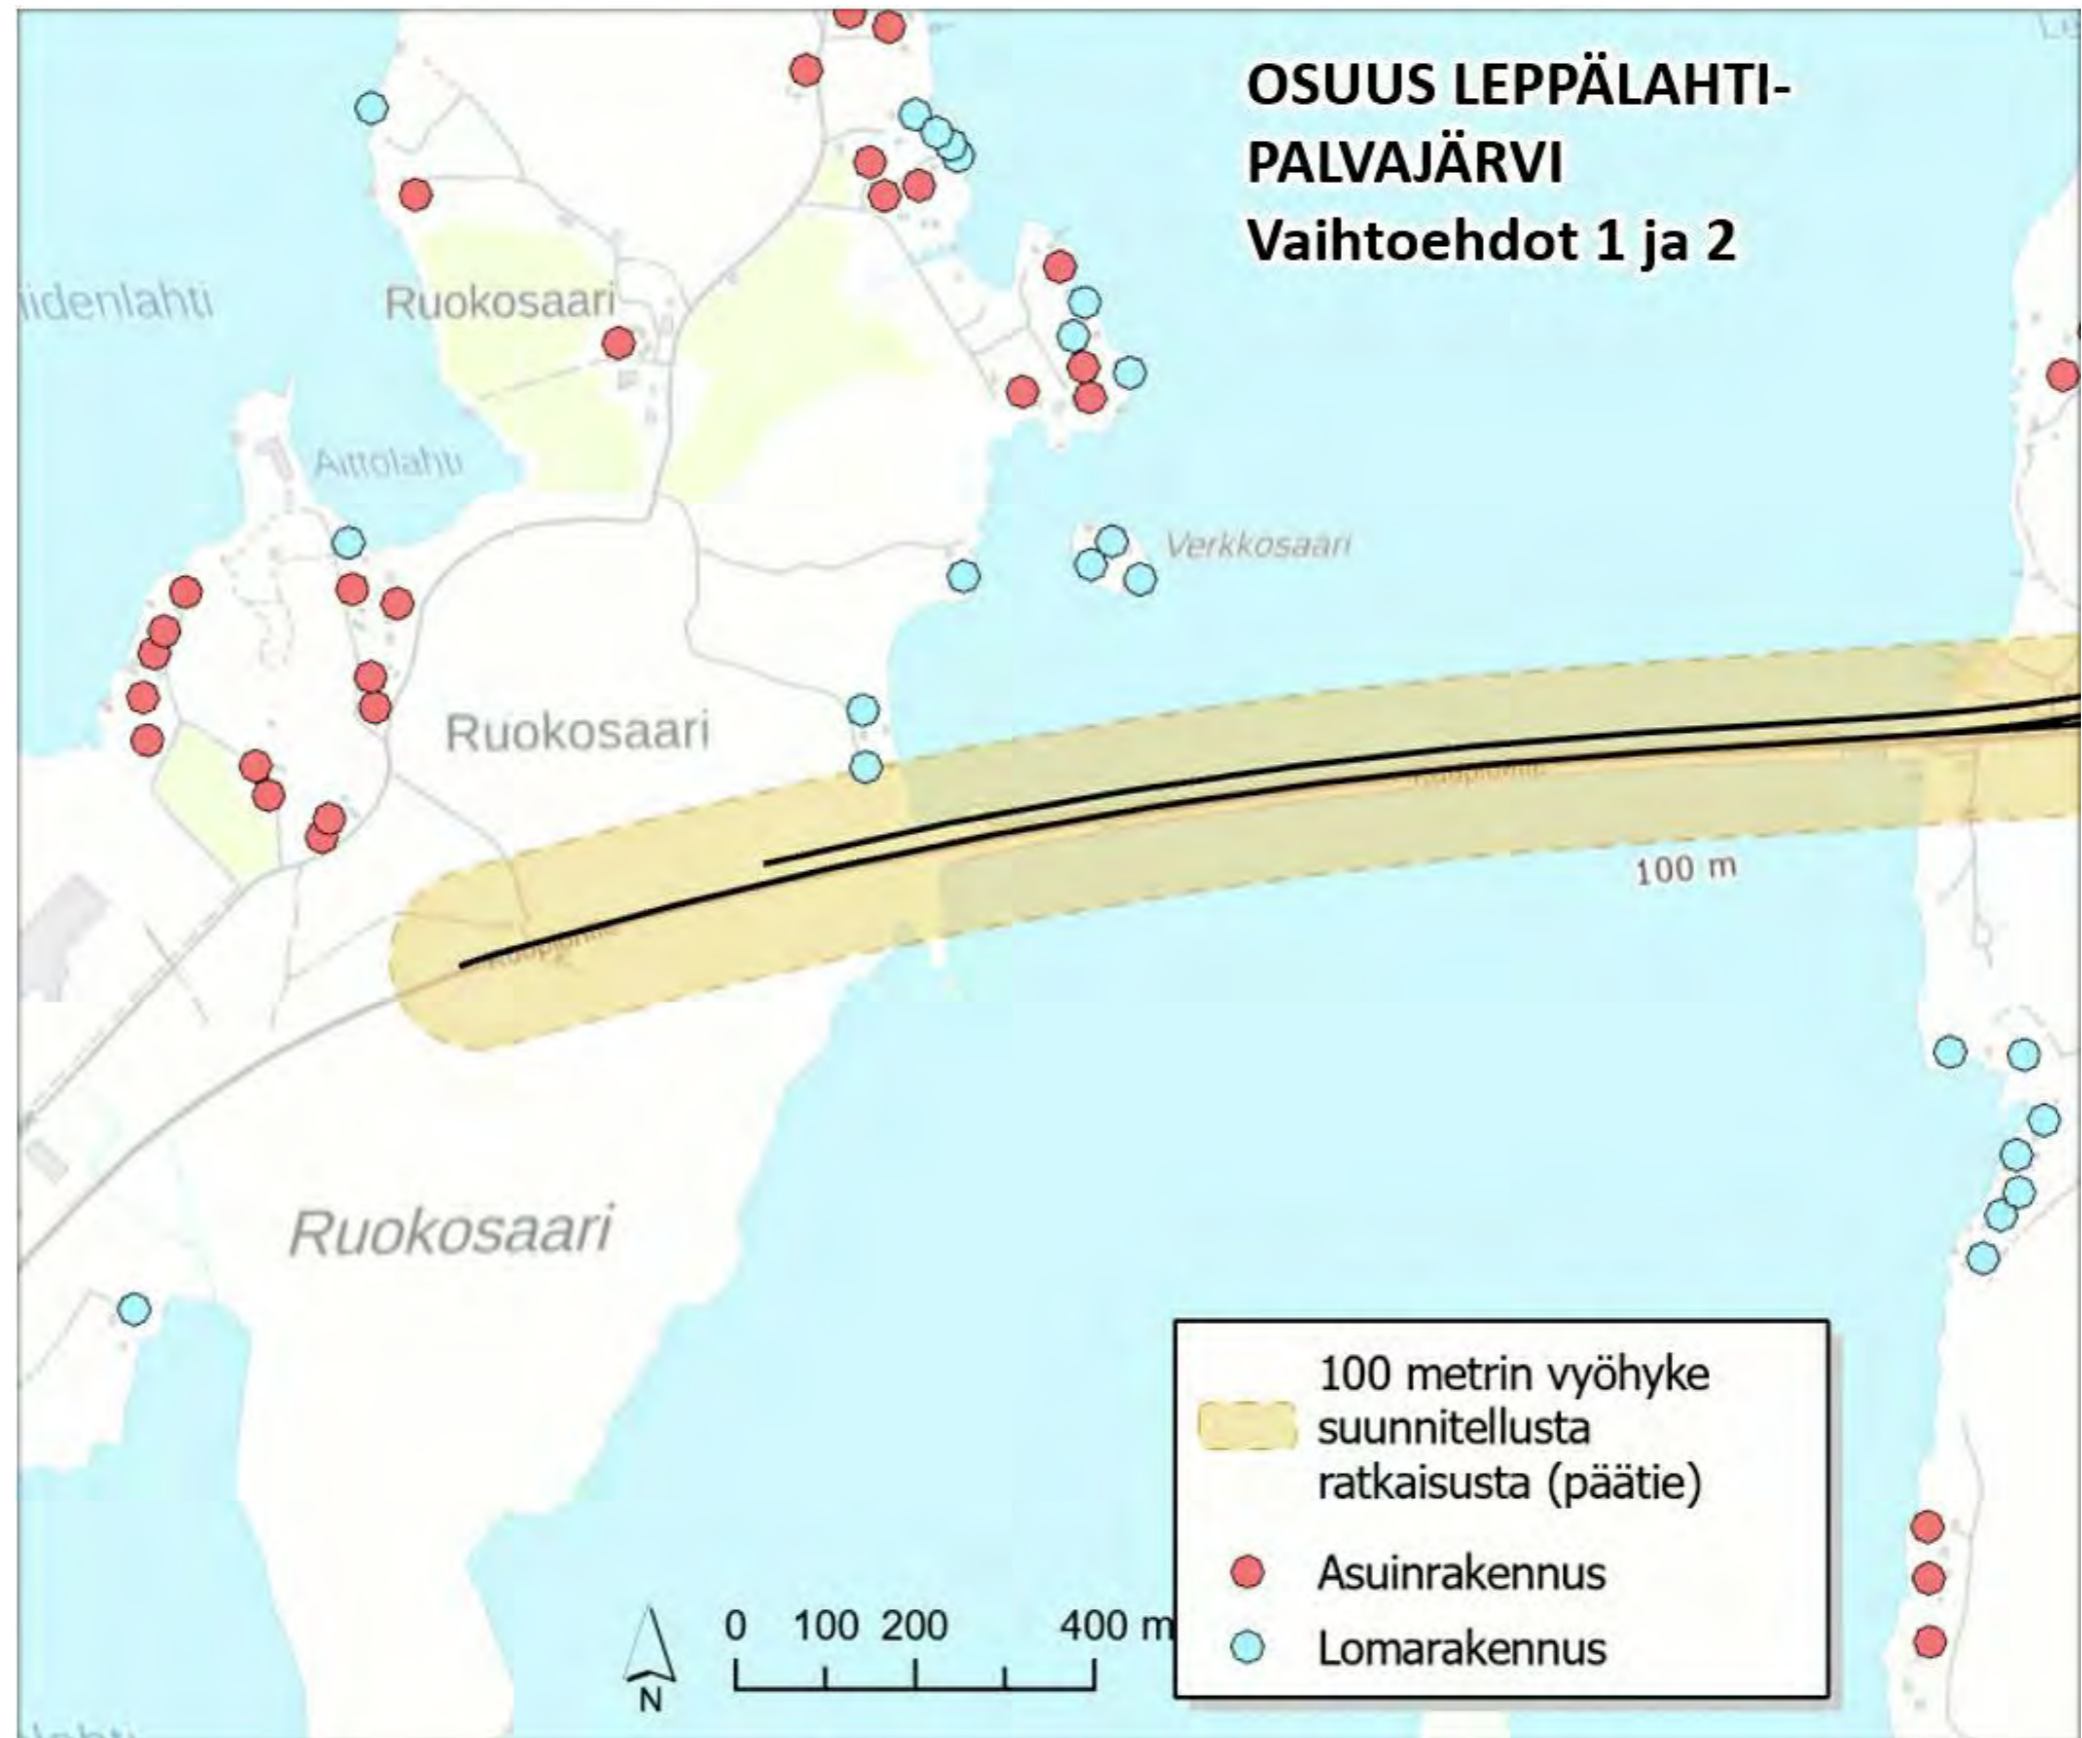 OSUUS LEPPÄLAHTI-
PALVAJÄRVI
Vaihtoehdot 1 ja 2
iidenlahti
Ruokosaari
Aittolahti
Verkkosaari
Ruokosaari
100 m
Ruokosaari
100 metrin vyöhyke
suunnitellusta
ratkaisusta (päätie)
Asuinrakennus
Lomarakennus
0 100 200 400 m
N